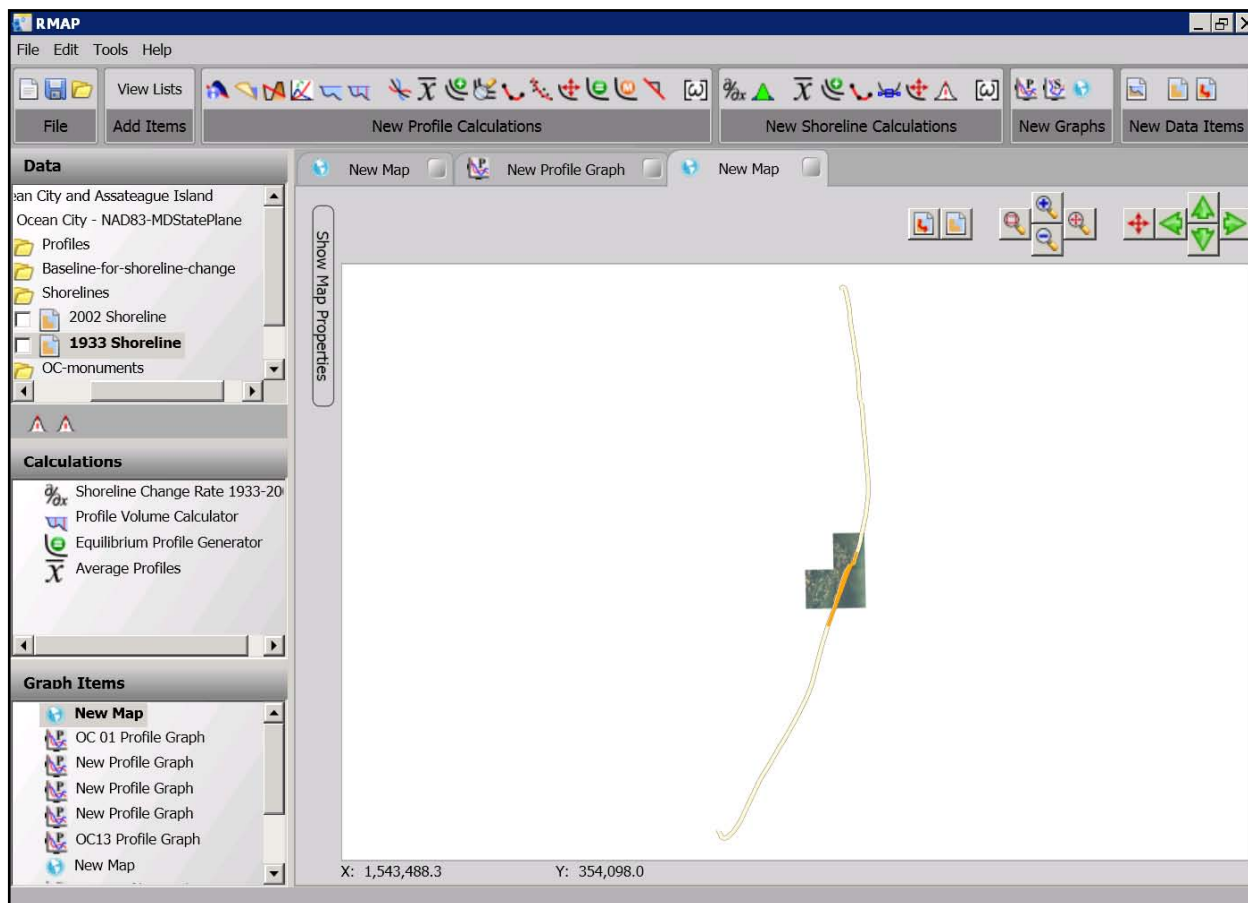 RMAP
File Edit Tools Help
View Lists
File
Add Items
New Profile Calculations
New Shoreline Calculations
New Graphs
New Data Items
Data
ean City and Assateague Island
Ocean City - NAD83-MDStatePlane
Profiles
Baseline-for-shoreline-change
Shorelines
2002 Shoreline
1933 Shoreline
OC-monuments
Calculations
Shoreline Change Rate 1933-20
Profile Volume Calculator
Equilibrium Profile Generator
Average Profiles
Graph Items
New Map
OC 01 Profile Graph
New Profile Graph
New Profile Graph
New Profile Graph
OC13 Profile Graph
New Map
New Map
New Profile Graph
New Map
Show Map Properties
X: 1,543,488.3 Y: 354,098.0